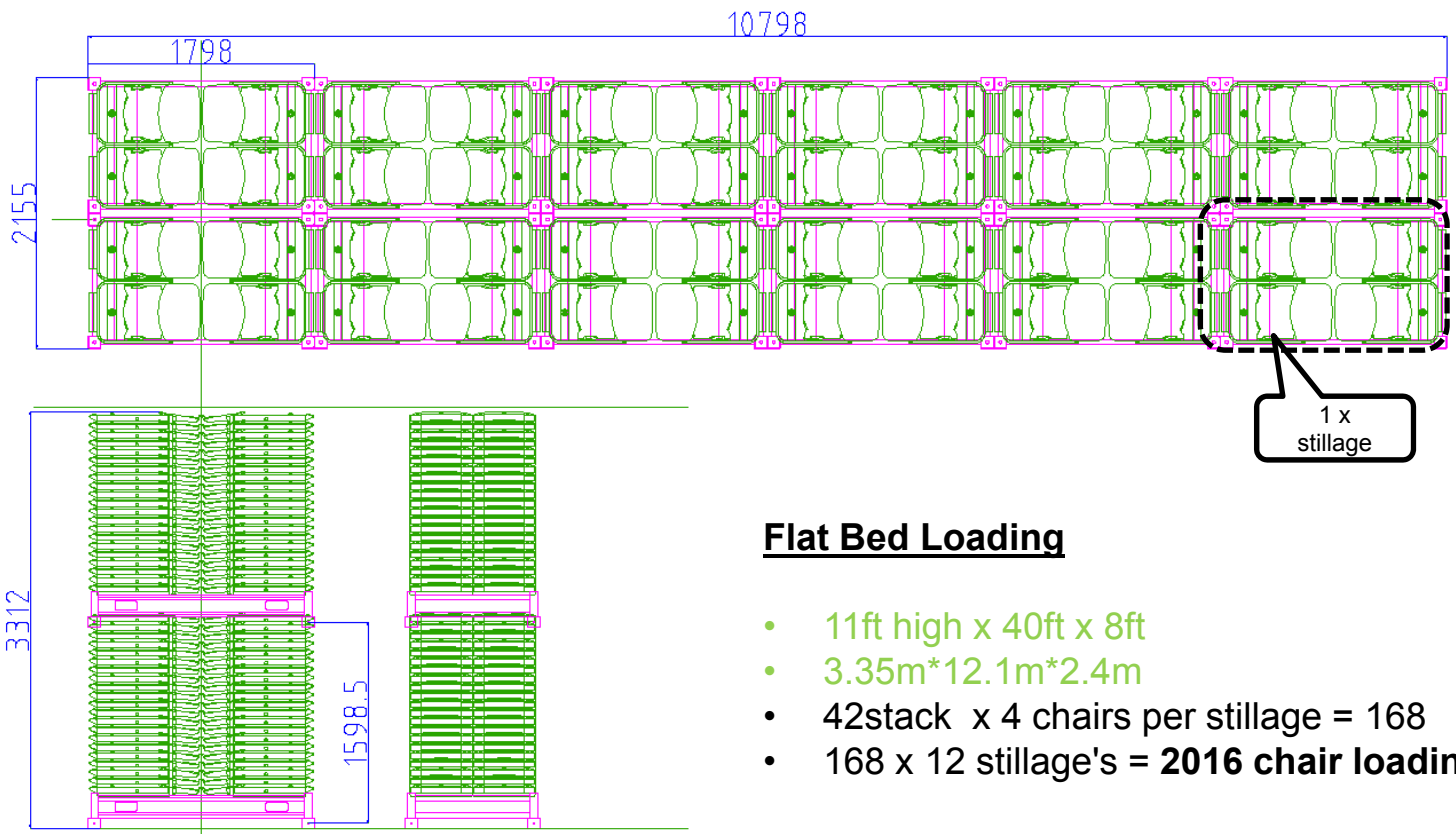 10798
1798
2155
1 x
stillage
3312
1598.5
Flat Bed Loading
• 11ft high x 40ft x 8ft
• 3.35m*12.1m*2.4m
• 42stack x 4 chairs per stillage = 168
• 168 x 12 stillage's = 2016 chair loadin